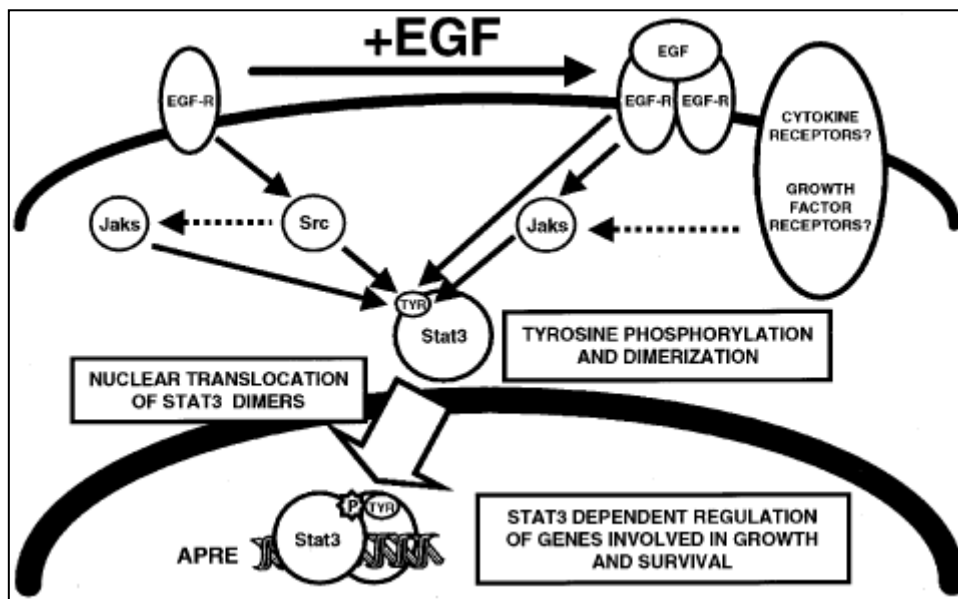 +EGF
EGF-R
EGF
EGF-R EGF-R
CYTOKINE
RECEPTORS?
GROWTH
FACTOR
RECEPTORS?
Jaks
Src
Jaks
TYR
Stat3
TYROSINE PHOSPHORYLATION
AND DIMERIZATION
NUCLEAR TRANSLOCATION
OF STAT3 DIMERS
P
TYR
Stat3
APRE
STAT3 DEPENDENT REGULATION
OF GENES INVOLVED IN GROWTH
AND SURVIVAL